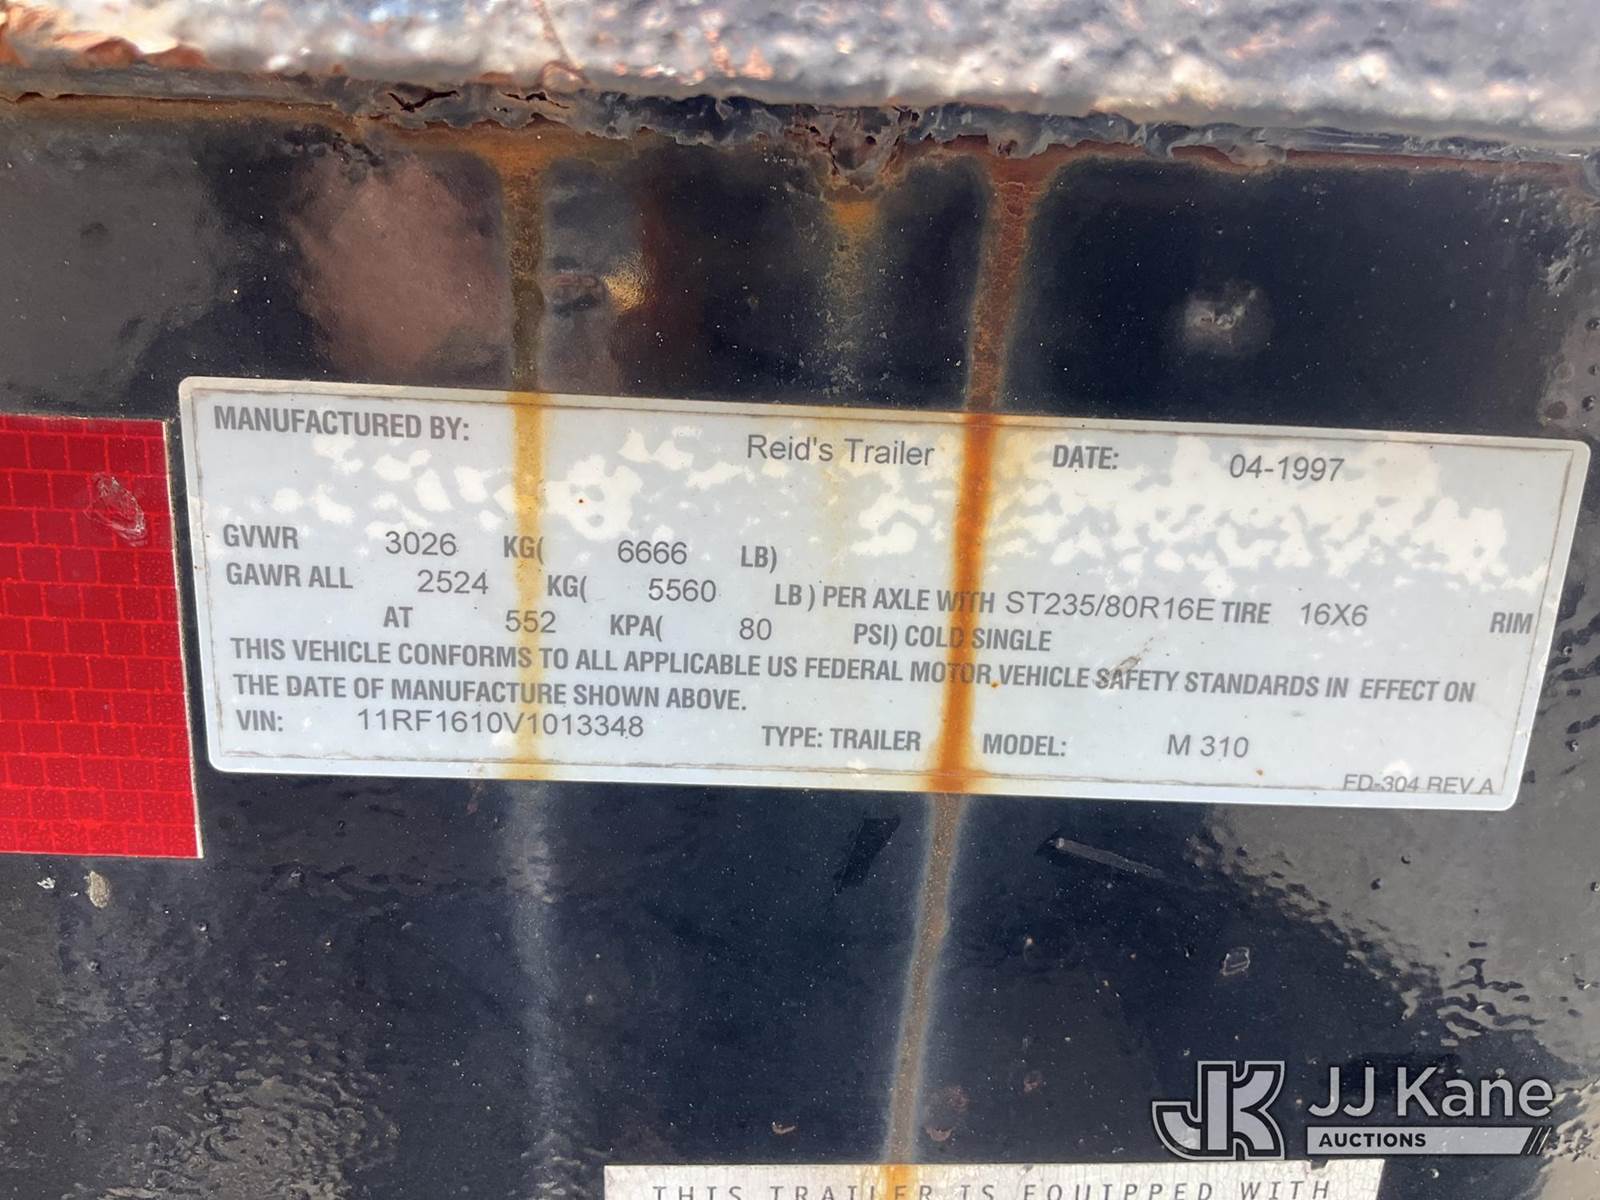 MANUFACTURED BY: Reid's Trailer DATE: 04-1997
GVWR 3026 KG( 6666 LB)
GAWR ALL 2524 KG( 5560 LB ) PER AXLE WITH ST235/80R16E TIRE 16X6 RIM
AT 552 KPA( 80 PSI) COLD SINGLE
THIS VEHICLE CONFORMS TO ALL APPLICABLE US FEDERAL MOTOR VEHICLE SAFETY STANDARDS IN EFFECT ON
THE DATE OF MANUFACTURE SHOWN ABOVE.
VIN: 11RF1610V1013348 TYPE: TRAILER MODEL: M 310
FD-304 REV A
JK JJ Kane
AUCTIONS
THIS TRAILER IS EQUIPPED WITH